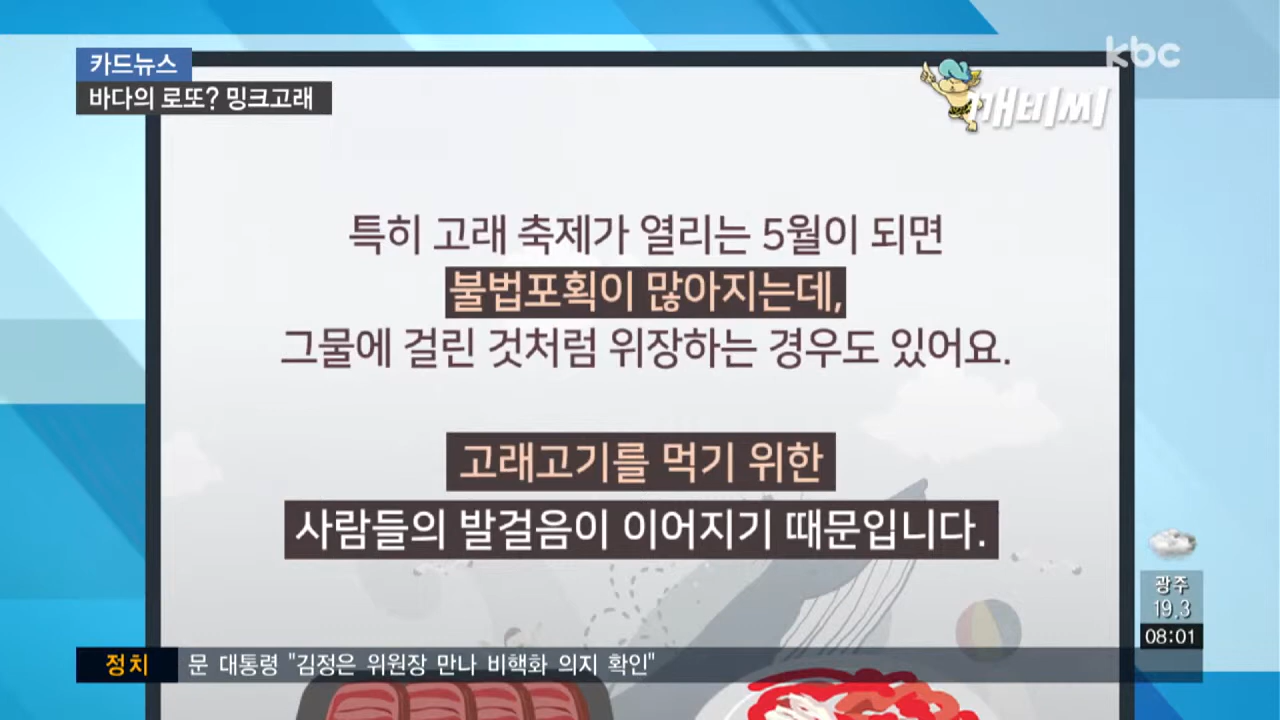 카드뉴스
kbc
바다의 로또? 밍크고래
깨비씨
특히 고래 축제가 열리는 5월이 되면
불법포획이 많아지는데,
그물에 걸린 것처럼 위장하는 경우도 있어요.
고래고기를 먹기 위한
사람들의 발걸음이 이어지기 때문입니다.
광주
19.3
08:01
정치 문 대통령 "김정은 위원장 만나 비핵화 의지 확인"